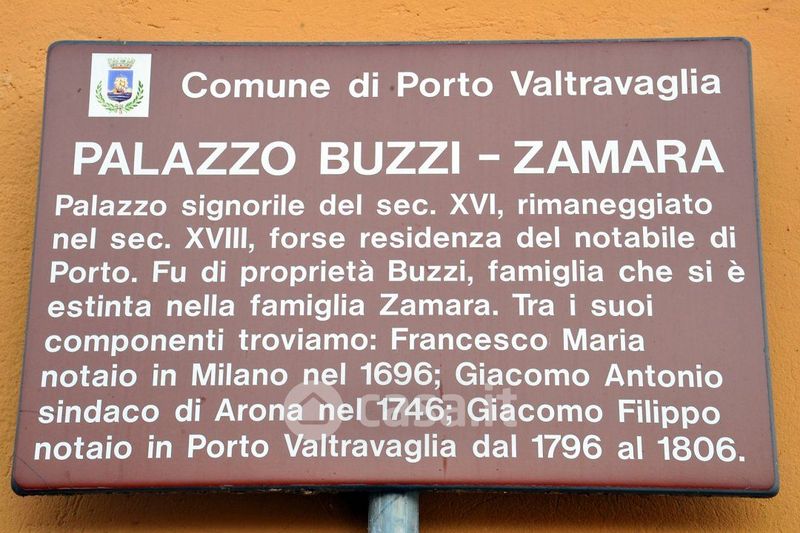 Comune di Porto Valtravaglia
PALAZZO BUZZI - ZAMARA
Palazzo signorile del sec. XVI, rimaneggiato
nel sec. XVIII, forse residenza del notabile di
Porto. Fu di proprietà Buzzi, famiglia che si è
estinta nella famiglia Zamara. Tra i suoi
componenti troviamo: Francesco Maria
notaio in Milano nel 1696; Giacomo Antonio
sindaco di Arona nel 1746; Giacomo Filippo
notaio in Porto Valtravaglia dal 1796 al 1806.
casa.it